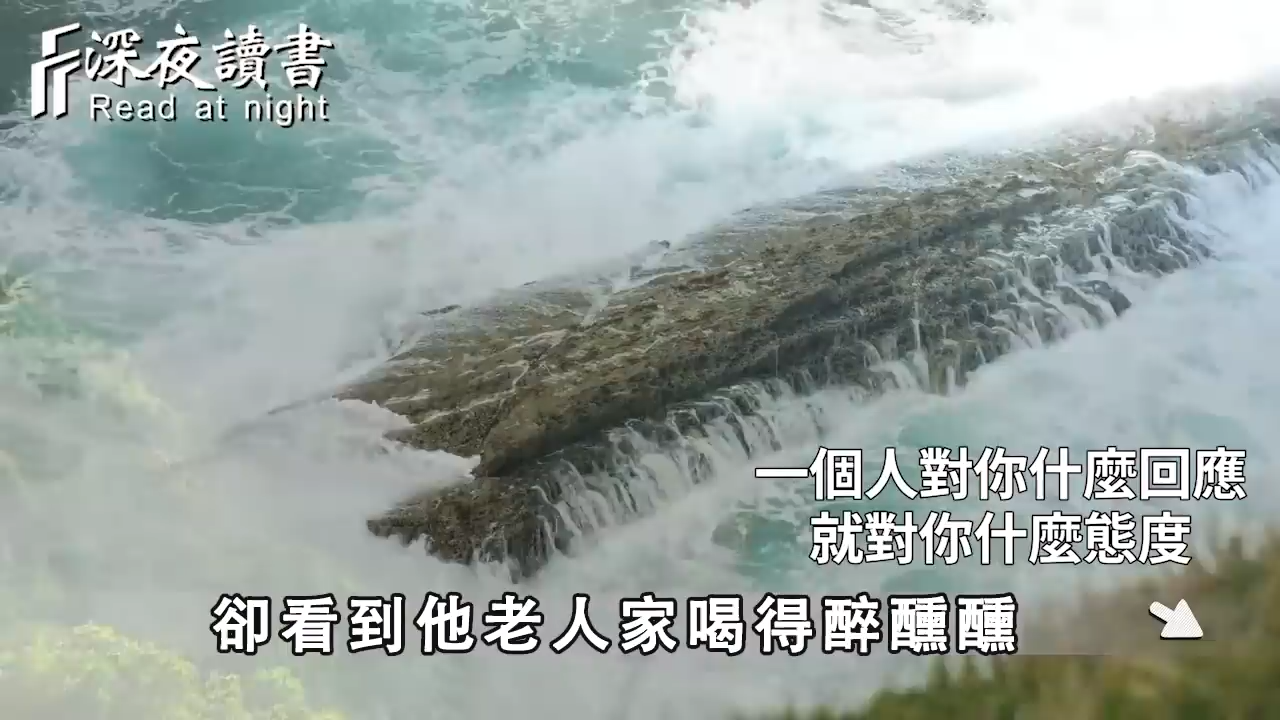 深夜讀書
Read at night
一個人對你什麼回應
就對你什麼態度
卻看到他老人家喝得醉醺醺